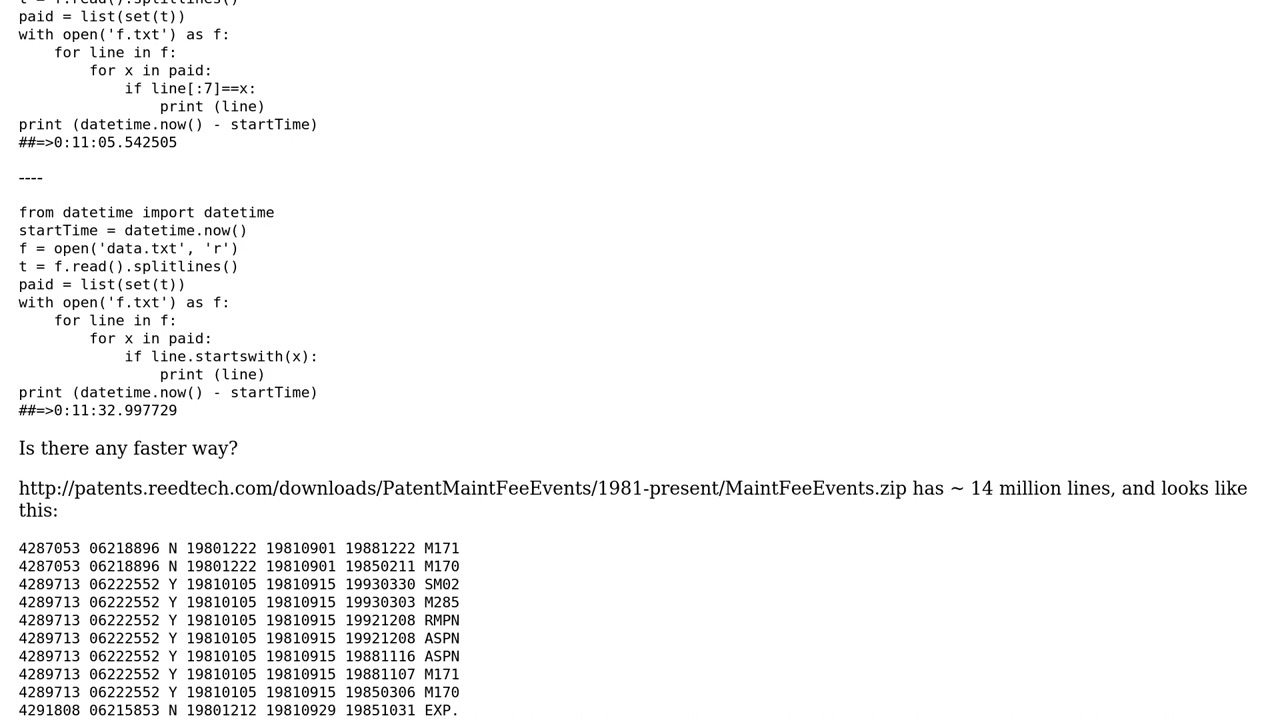 t = f.read().splitlines()
paid = list(set(t))
with open('f.txt') as f:
    for line in f:
        for x in paid:
            if line[:7]==x:
                print (line)
print (datetime.now() - startTime)
##=>0:11:05.542505
----
from datetime import datetime
startTime = datetime.now()
f = open('data.txt', 'r')
t = f.read().splitlines()
paid = list(set(t))
with open('f.txt') as f:
    for line in f:
        for x in paid:
            if line.startswith(x):
                print (line)
print (datetime.now() - startTime)
##=>0:11:32.997729
Is there any faster way?
http://patents.reedtech.com/downloads/PatentMaintFeeEvents/1981-present/MaintFeeEvents.zip has ~ 14 million lines, and looks like
this:
4287053 06218896 N 19801222 19810901 19881222 M171
4287053 06218896 N 19801222 19810901 19850211 M170
4289713 06222552 Y 19810105 19810915 19930330 SM02
4289713 06222552 Y 19810105 19810915 19930303 M285
4289713 06222552 Y 19810105 19810915 19921208 RMPN
4289713 06222552 Y 19810105 19810915 19921208 ASPN
4289713 06222552 Y 19810105 19810915 19881116 ASPN
4289713 06222552 Y 19810105 19810915 19881107 M171
4289713 06222552 Y 19810105 19810915 19850306 M170
4291808 06215853 N 19801212 19810929 19851031 EXP.